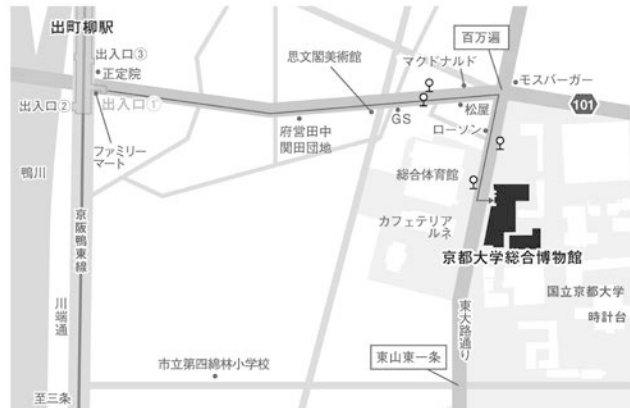 出町柳駅
出入口③
正定院
出入口②
出入口①
ファミリー
マート
鴨川
京阪鴨東線
川端通
至三条
思文閣美術館
府営田中
関田団地
GS
マクドナルド
百万遍
モスバーガー
101
松屋
ローソン
総合体育館
カフェテリア
ルネ
京都大学総合博物館
国立京都大学
時計台
東大路通り
東山東一条
市立第四綿林小学校